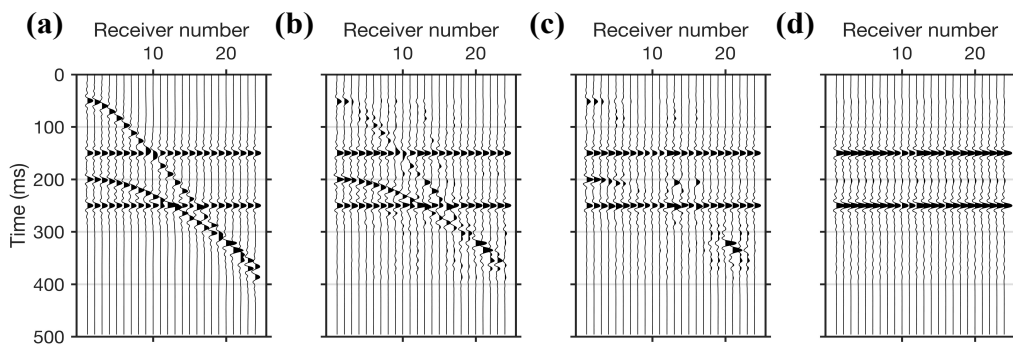 (a) Receiver number
10 20
(b) Receiver number
10 20
(c) Receiver number
10 20
(d) Receiver number
10 20
Time (ms)
0
100
200
300
400
500